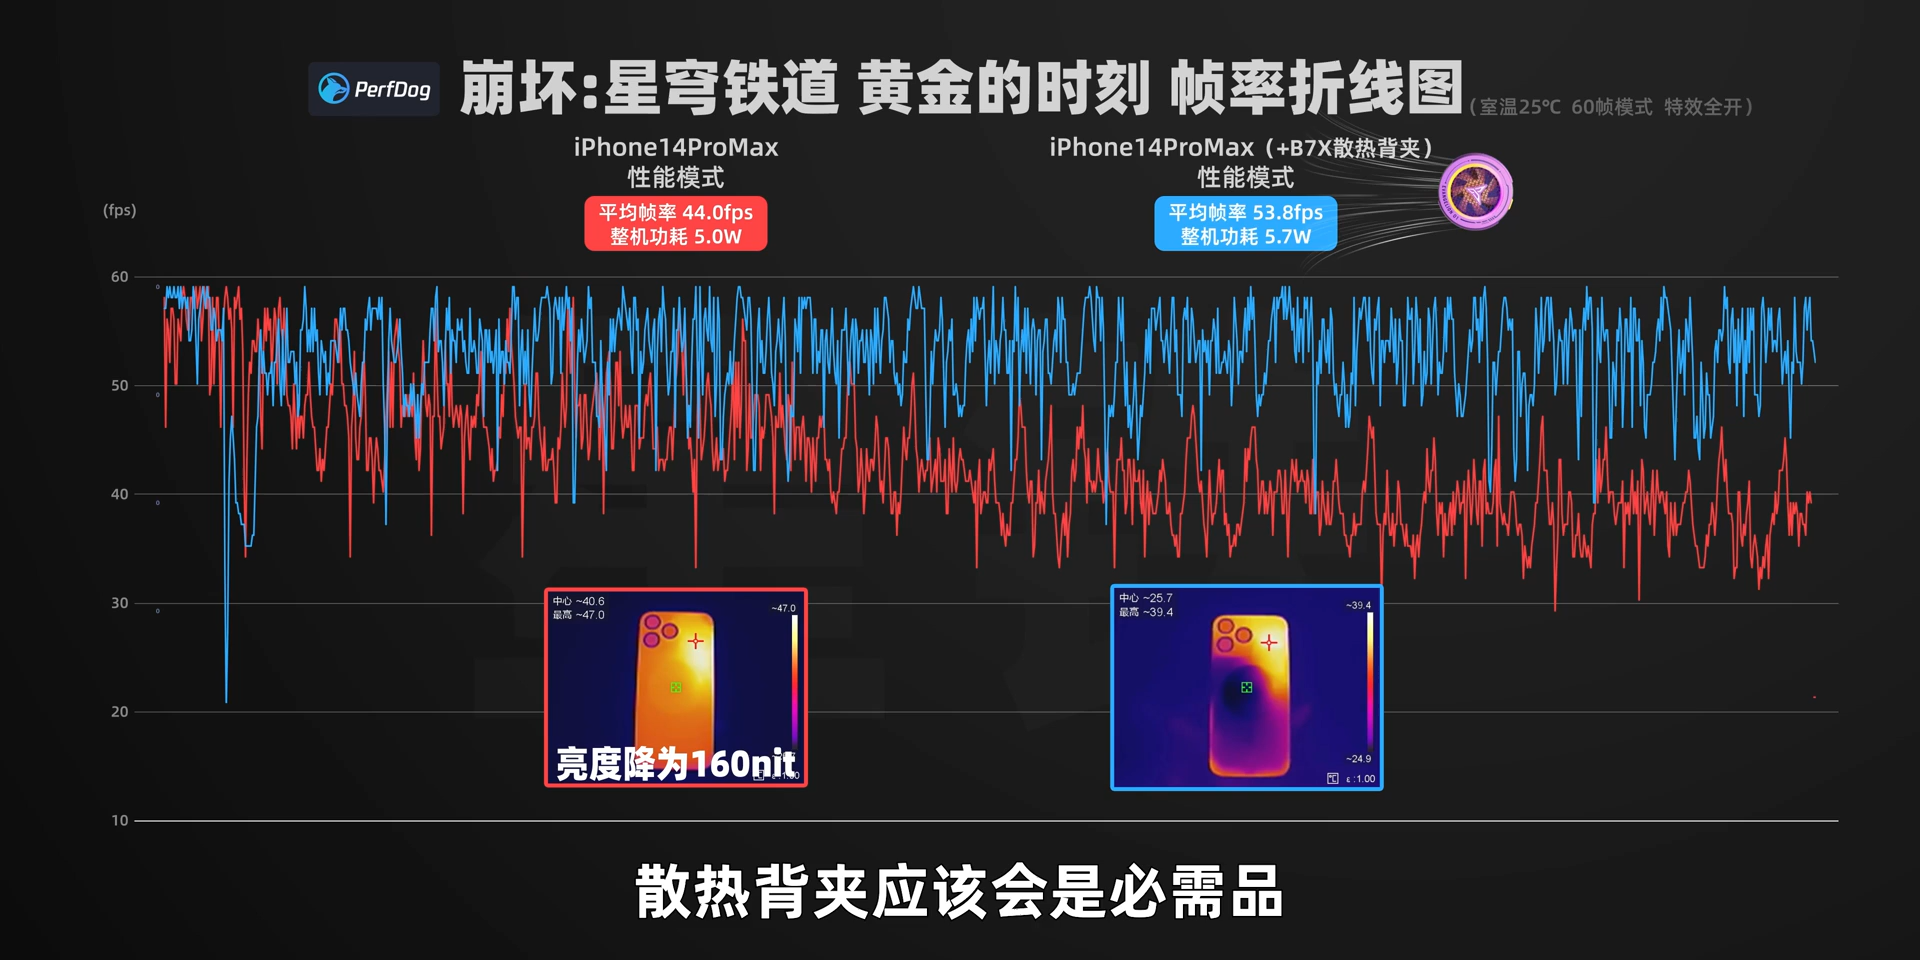 PerfDog
崩坏:星穹铁道 黄金的时刻 帧率折线图
(室温25℃ 60帧模式 特效全开)
iPhone14ProMax
性能模式
平均帧率 44.0fps
整机功耗 5.0W
iPhone14ProMax (+B7X散热背夹)
性能模式
平均帧率 53.8fps
整机功耗 5.7W
(fps)
60
50
40
30
20
10
中心 ~40.6
最高 ~47.0
~47.0
亮度降为160nit
中心 ~25.7
最高 ~39.4
~39.4
~24.9
℃ ε:1.00
散热背夹应该会是必需品